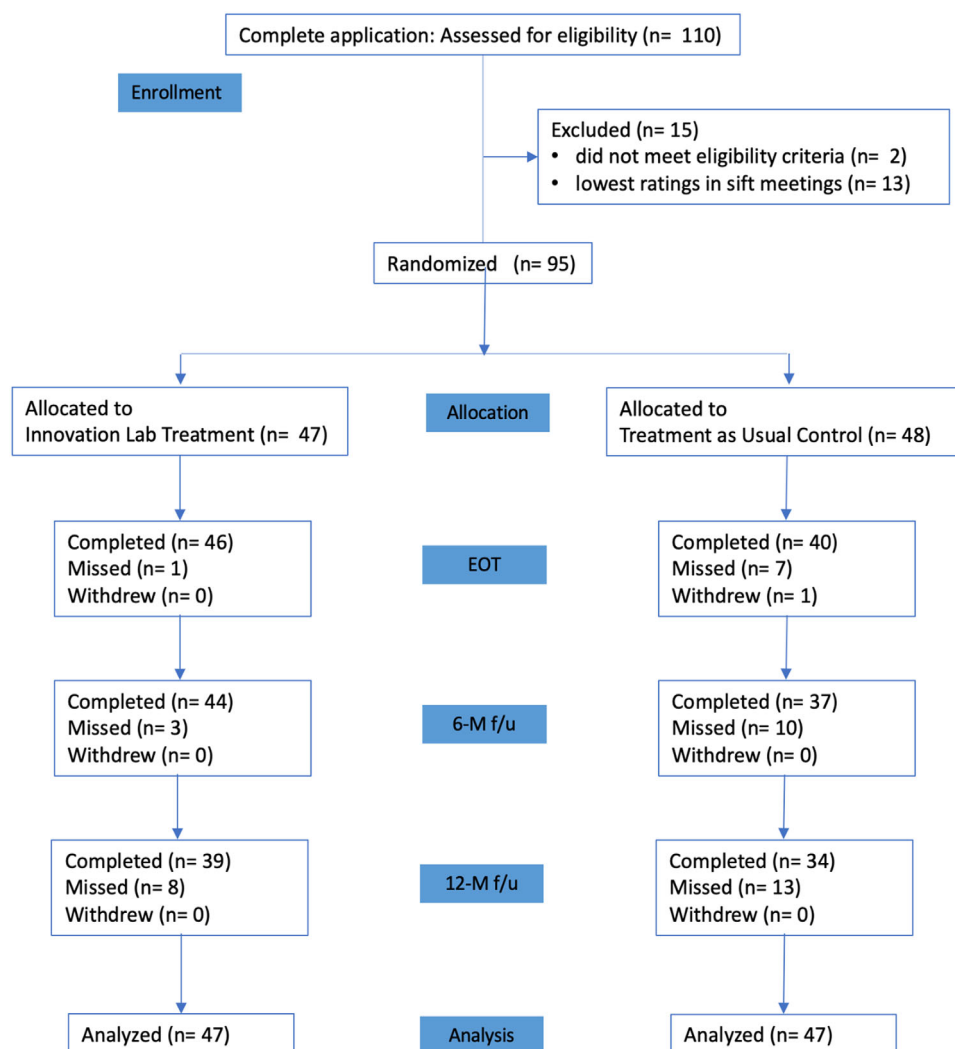 Complete application: Assessed for eligibility (n= 110)
Enrollment
Excluded (n= 15)
• did not meet eligibility criteria (n= 2)
• lowest ratings in sift meetings (n= 13)
Randomized (n= 95)
Allocated to
Innovation Lab Treatment (n= 47)
Allocation
Allocated to
Treatment as Usual Control (n= 48)
Completed (n= 46)
Missed (n= 1)
Withdrew (n= 0)
EOT
Completed (n= 40)
Missed (n= 7)
Withdrew (n= 1)
Completed (n= 44)
Missed (n= 3)
Withdrew (n= 0)
6-M f/u
Completed (n= 37)
Missed (n= 10)
Withdrew (n= 0)
Completed (n= 39)
Missed (n= 8)
Withdrew (n= 0)
12-M f/u
Completed (n= 34)
Missed (n= 13)
Withdrew (n= 0)
Analyzed (n= 47)
Analysis
Analyzed (n= 47)